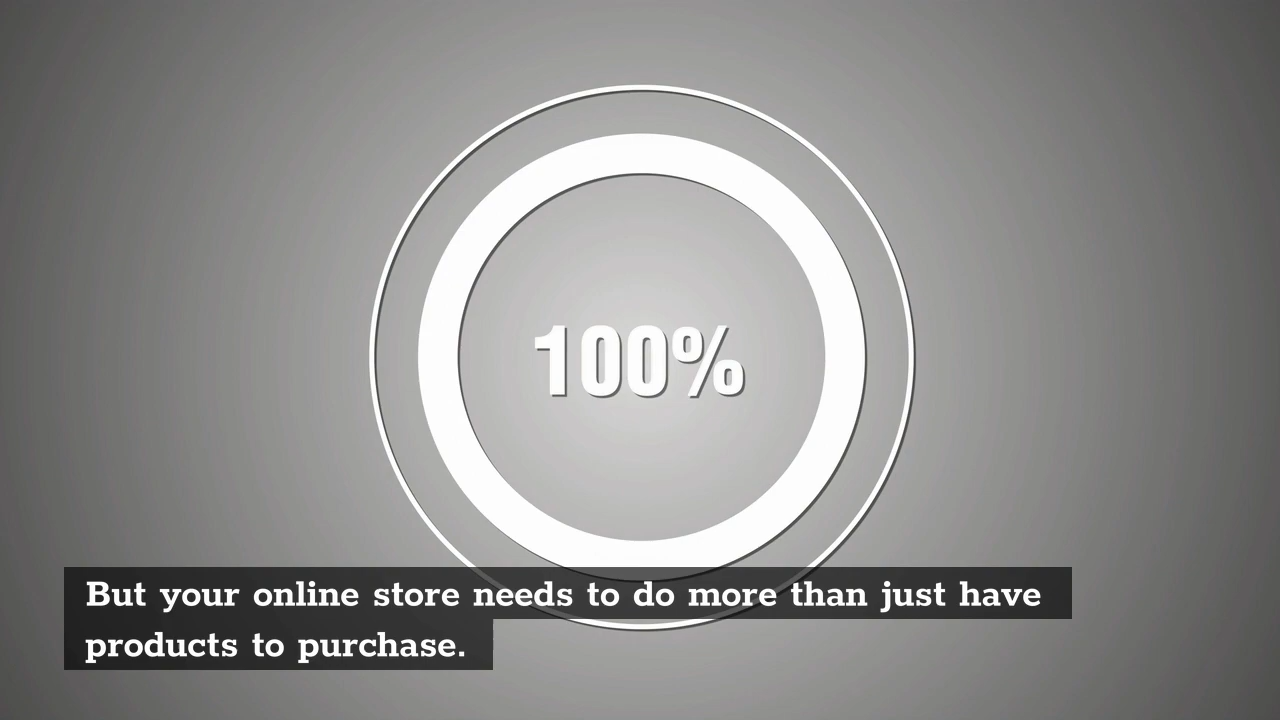 100%
But your online store needs to do more than just have
products to purchase.